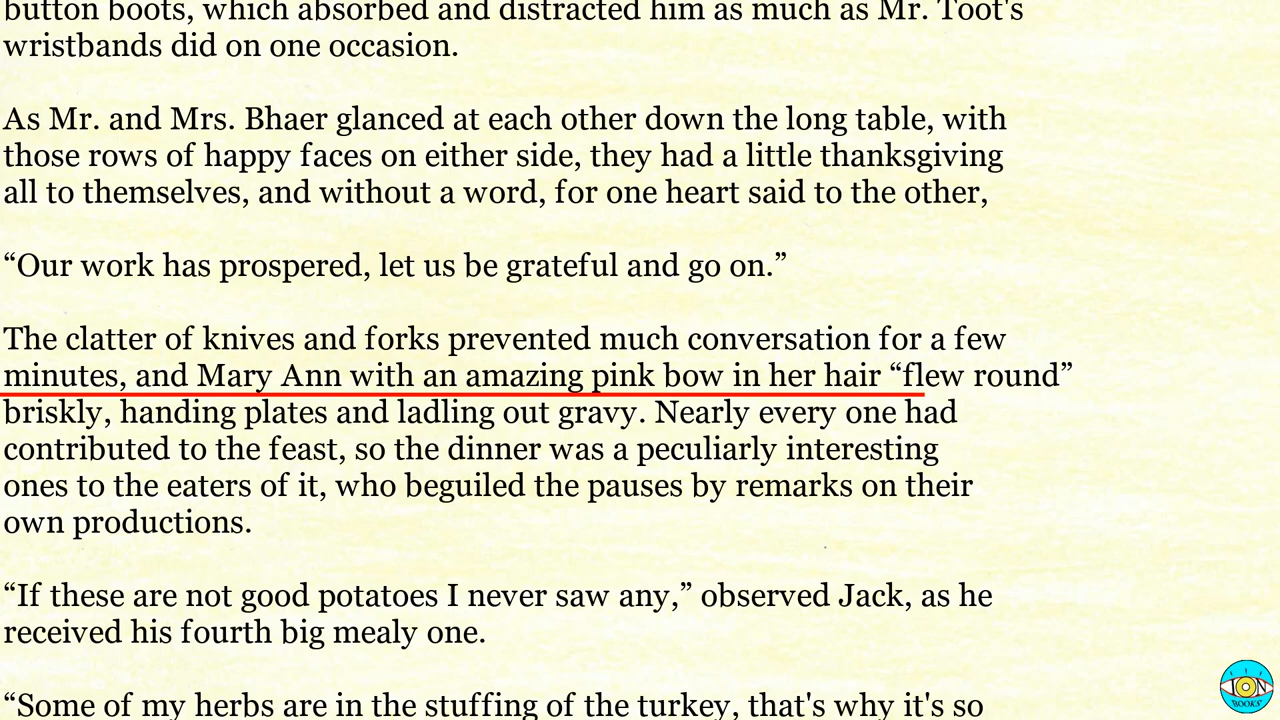 button boots, which absorbed and distracted him as much as Mr. Toot's
wristbands did on one occasion.
As Mr. and Mrs. Bhaer glanced at each other down the long table, with
those rows of happy faces on either side, they had a little thanksgiving
all to themselves, and without a word, for one heart said to the other,
“Our work has prospered, let us be grateful and go on.”
The clatter of knives and forks prevented much conversation for a few
minutes, and Mary Ann with an amazing pink bow in her hair “flew round”
briskly, handing plates and ladling out gravy. Nearly every one had
contributed to the feast, so the dinner was a peculiarly interesting
ones to the eaters of it, who beguiled the pauses by remarks on their
own productions.
“If these are not good potatoes I never saw any,” observed Jack, as he
received his fourth big mealy one.
“Some of my herbs are in the stuffing of the turkey, that's why it's so
ION
BOOKS